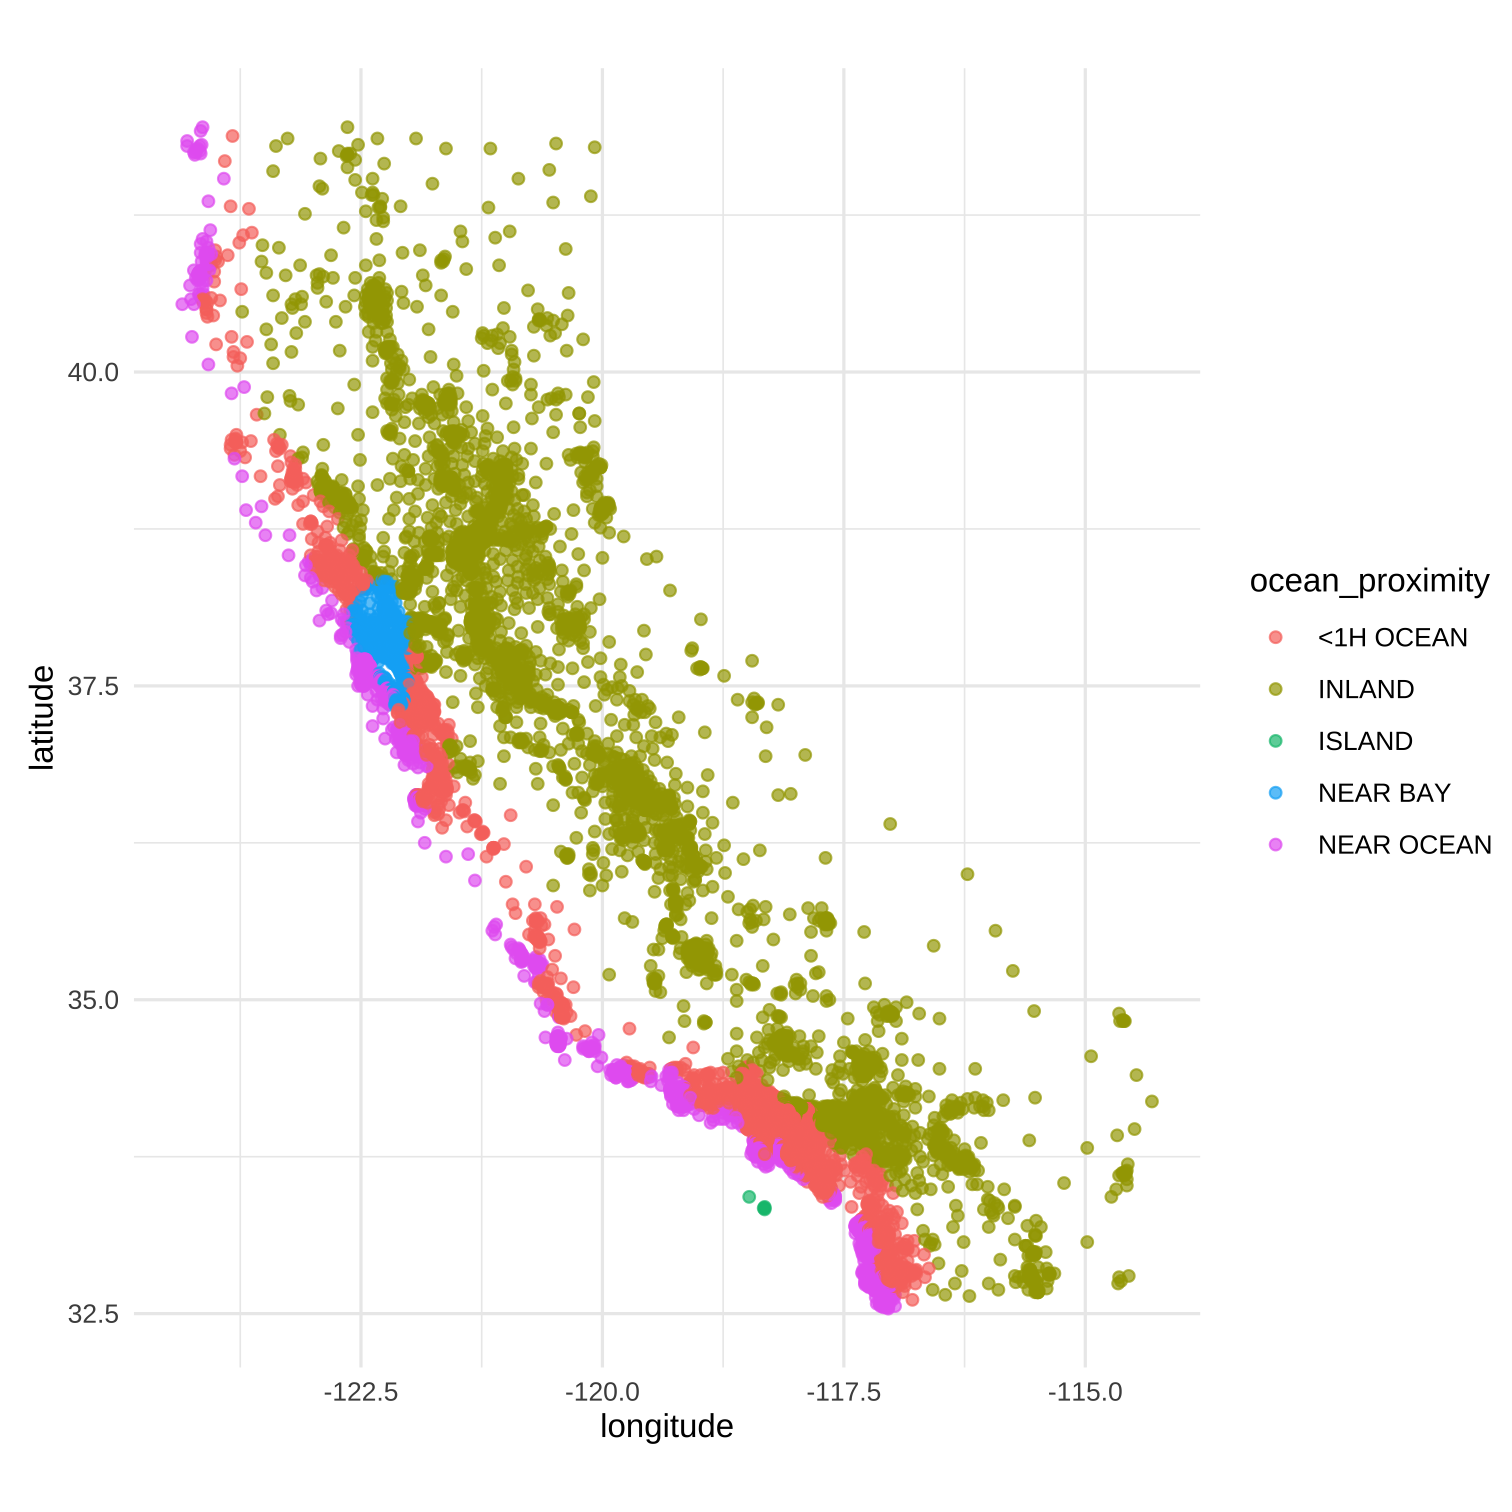 40.0
37.5
35.0
32.5
-122.5
-120.0
-117.5
-115.0
longitude
latitude
ocean_proximity
<1H OCEAN
INLAND
ISLAND
NEAR BAY
NEAR OCEAN